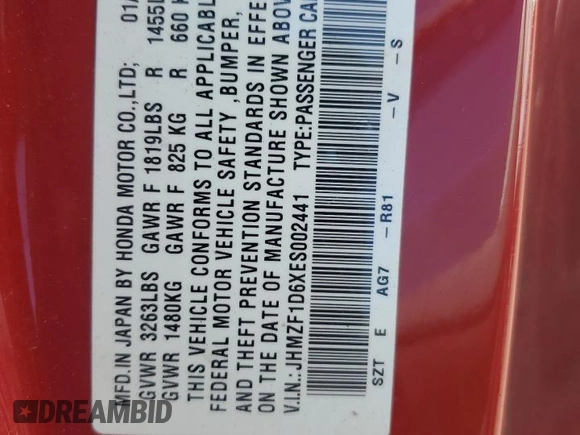 MFD.IN JAPAN BY HONDA MOTOR CO.,LTD; 01/
GVWR 3263LBS GAWR F 1819LBS R 1455L
GVWR 1480KG GAWR F 825 KG R 660 K
THIS VEHICLE CONFORMS TO ALL APPLICABLE
FEDERAL MOTOR VEHICLE SAFETY ,BUMPER,
AND THEFT PREVENTION STANDARDS IN EFFE
ON THE DATE OF MANUFACTURE SHOWN ABOV
V.I.N.:JHMZF1D6XES002441 TYPE:PASSENGER CA
SZT E AG7 -R81 -V -S
DREAMBID